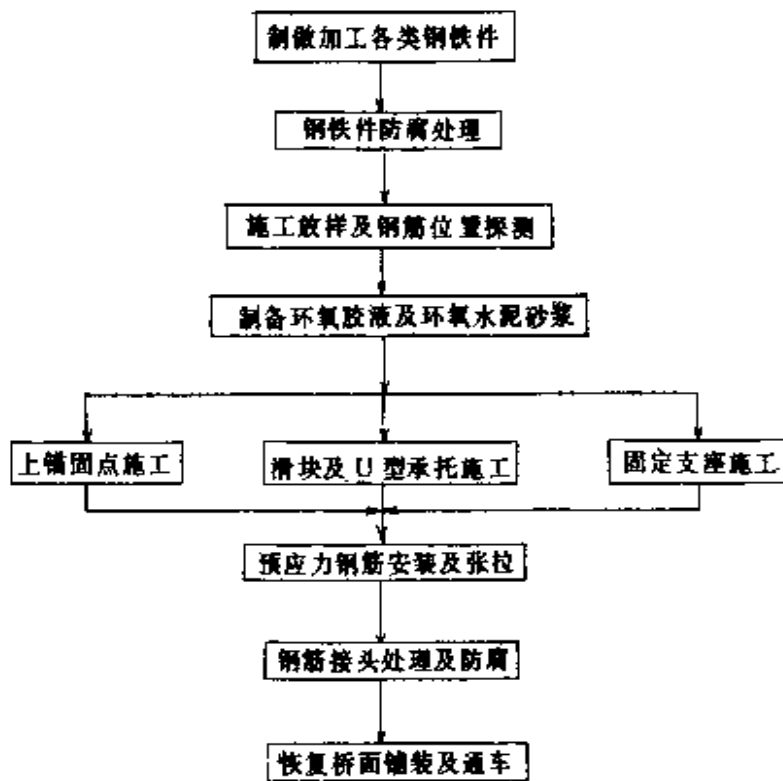 制做加工各类钢铁件
钢铁件防腐处理
施工放样及钢筋位置探测
制备环氧胶液及环氧水泥砂浆
上锚固点施工
滑块及U型承托施工
固定支座施工
预应力钢筋安装及张拉
钢筋接头处理及防腐
恢复桥面铺装及通车